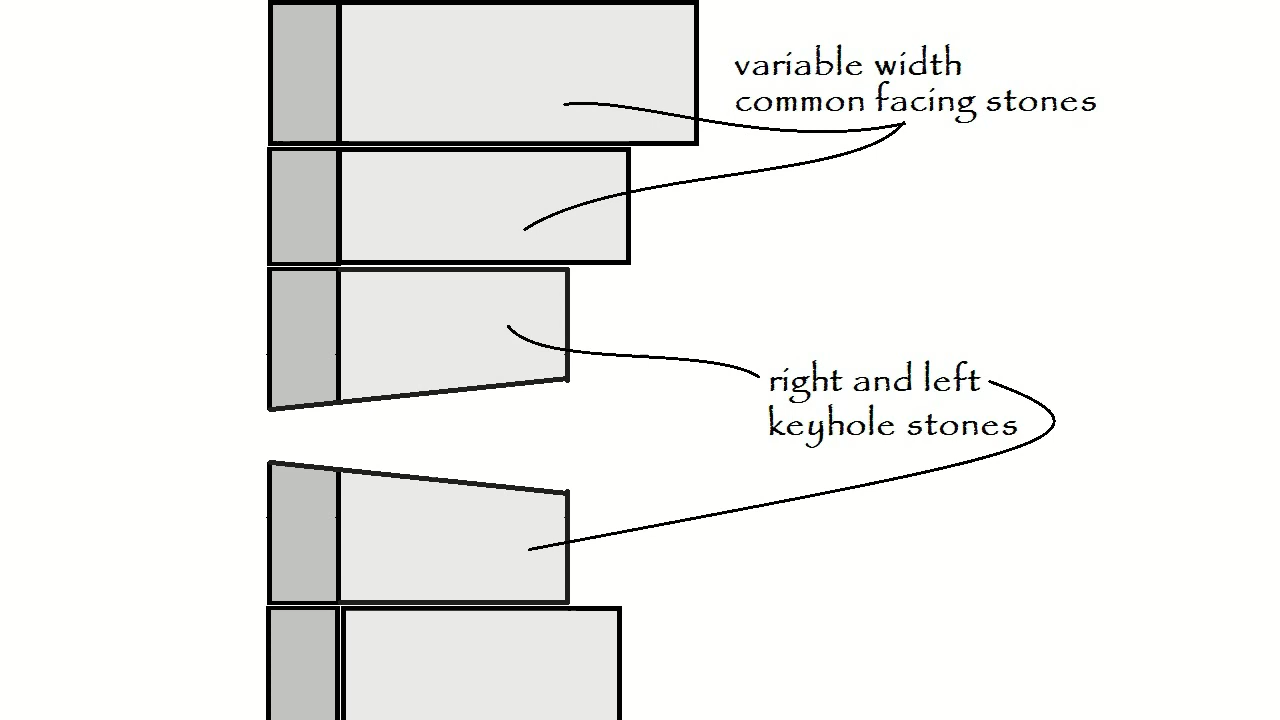 variable width
common facing stones
right and left
keyhole stones